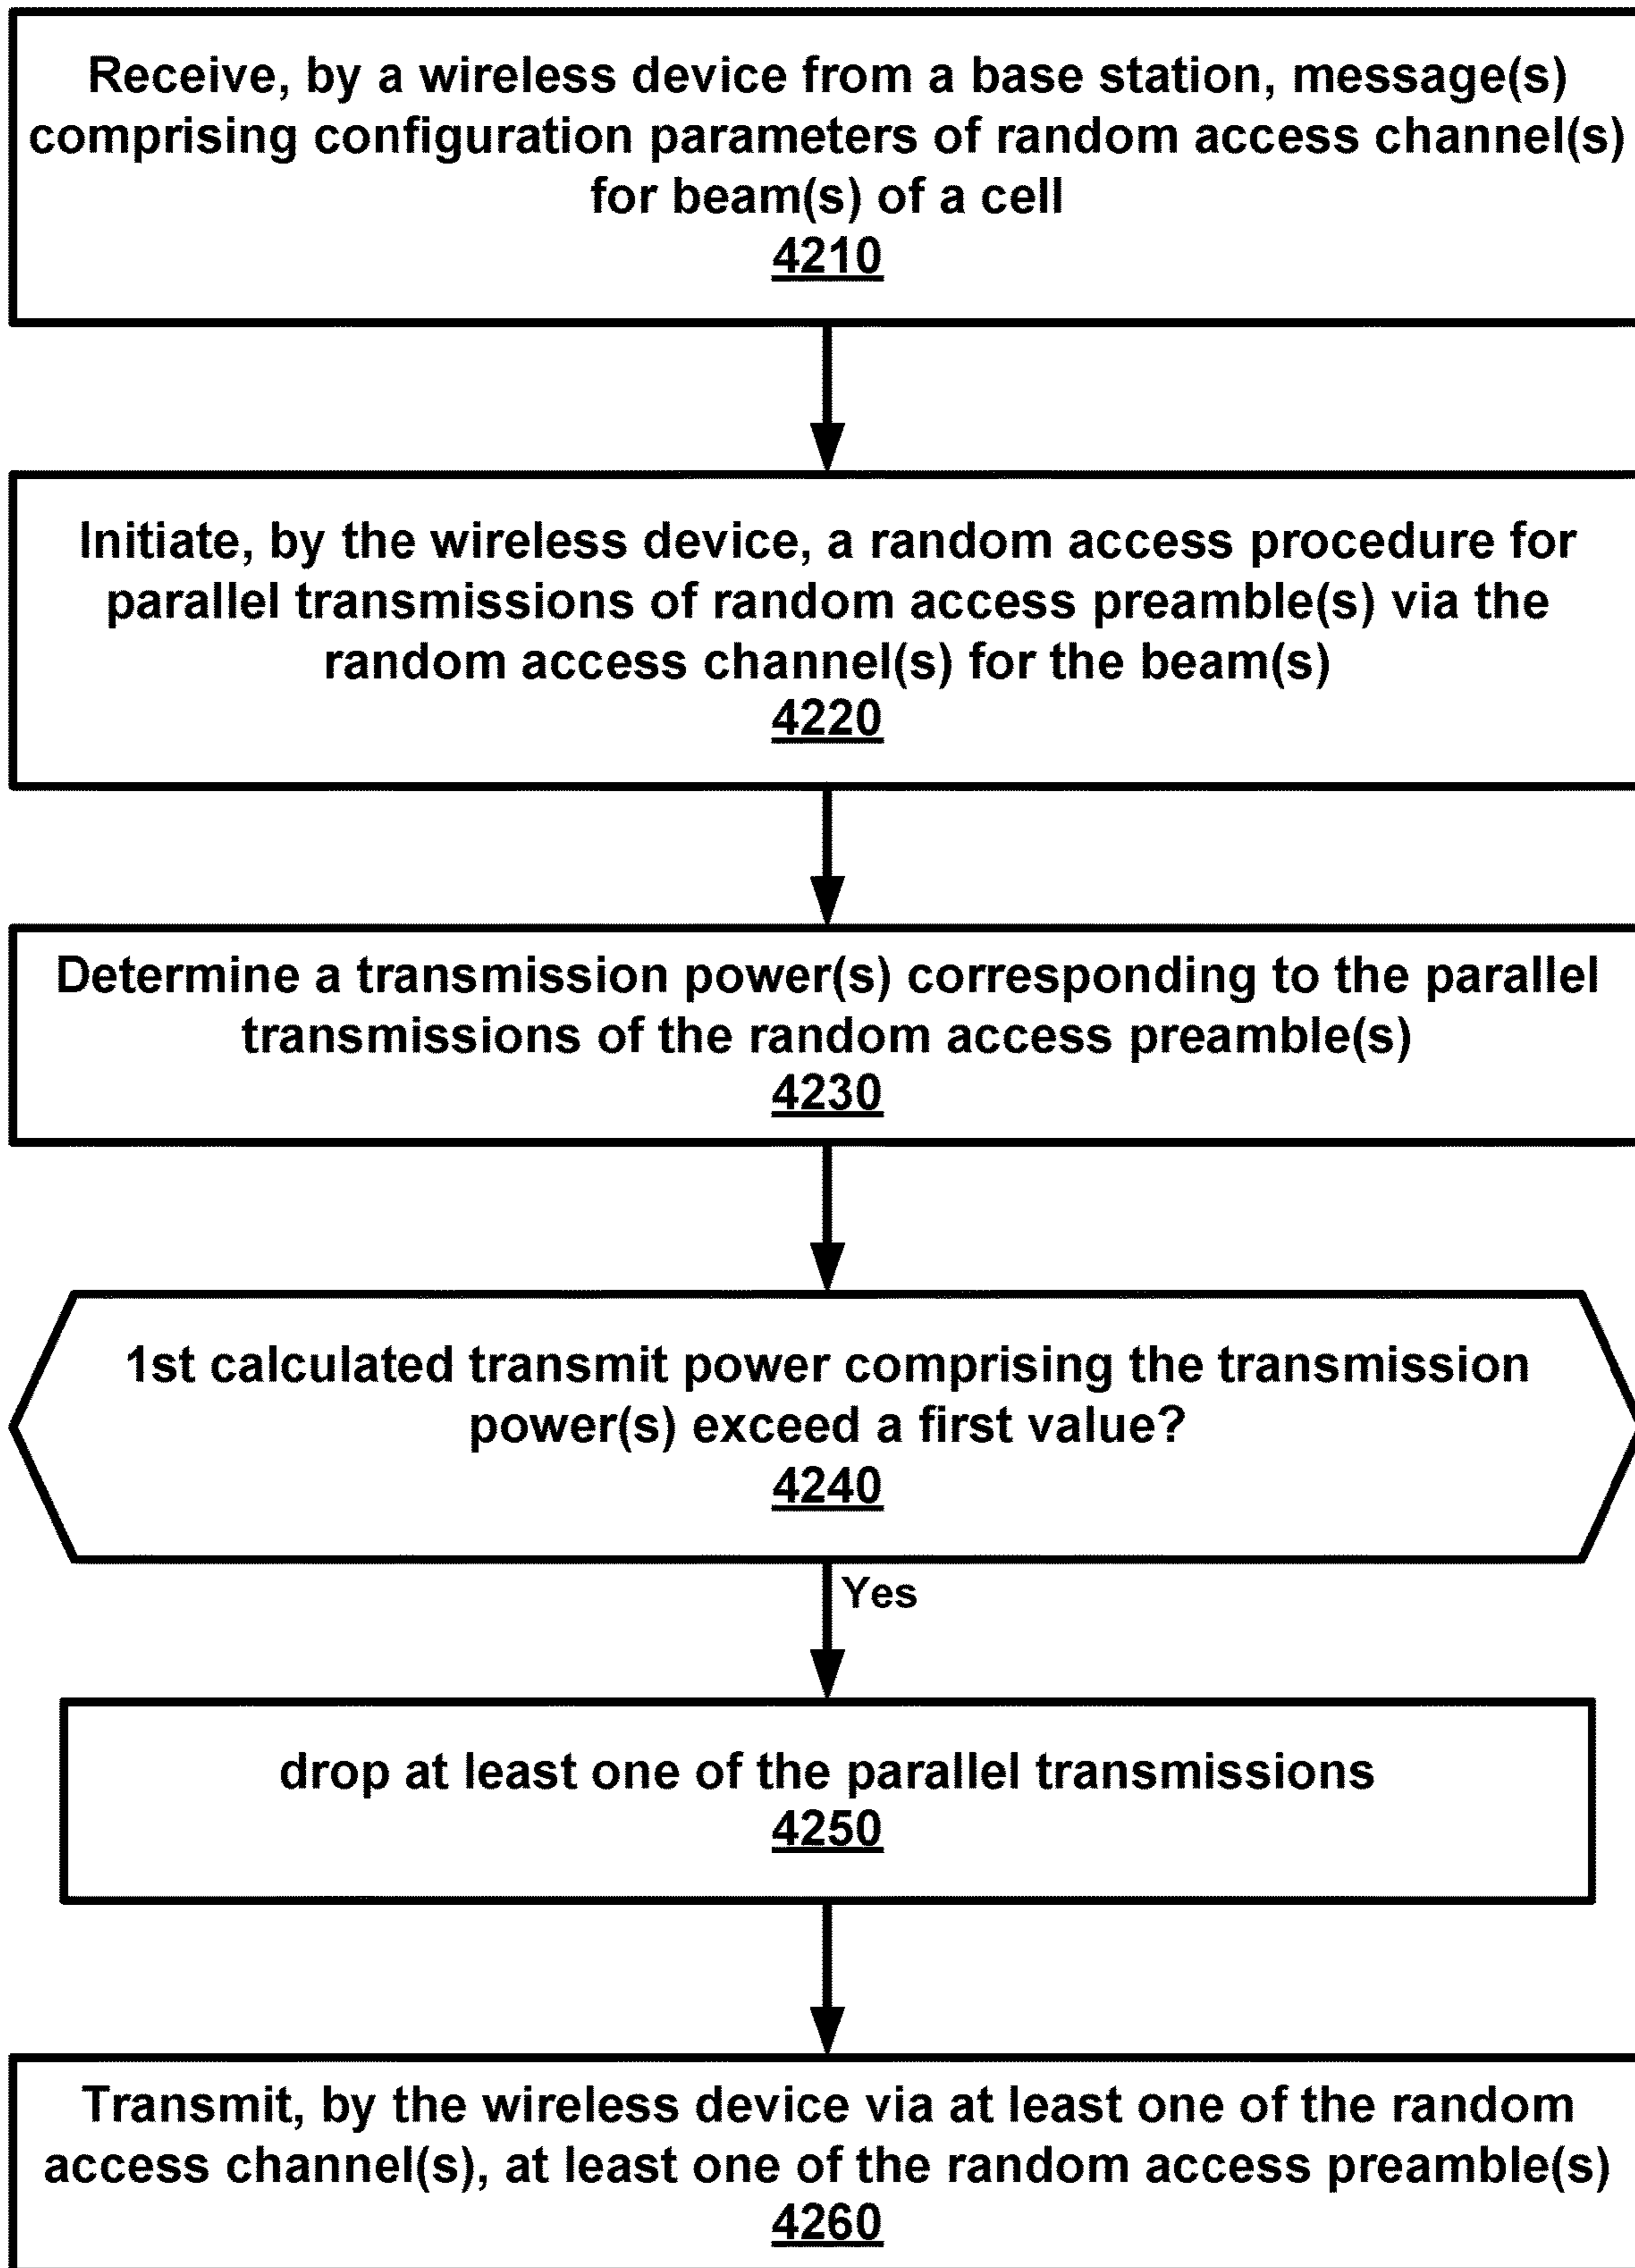 Receive, by a wireless device from a base station, message(s)
comprising configuration parameters of random access channel(s)
for beam(s) of a cell
4210
Initiate, by the wireless device, a random access procedure for
parallel transmissions of random access preamble(s) via the
random access channel(s) for the beam(s)
4220
Determine a transmission power(s) corresponding to the parallel
transmissions of the random access preamble(s)
4230
1st calculated transmit power comprising the transmission
power(s) exceed a first value?
4240
Yes
drop at least one of the parallel transmissions
4250
Transmit, by the wireless device via at least one of the random
access channel(s), at least one of the random access preamble(s)
4260